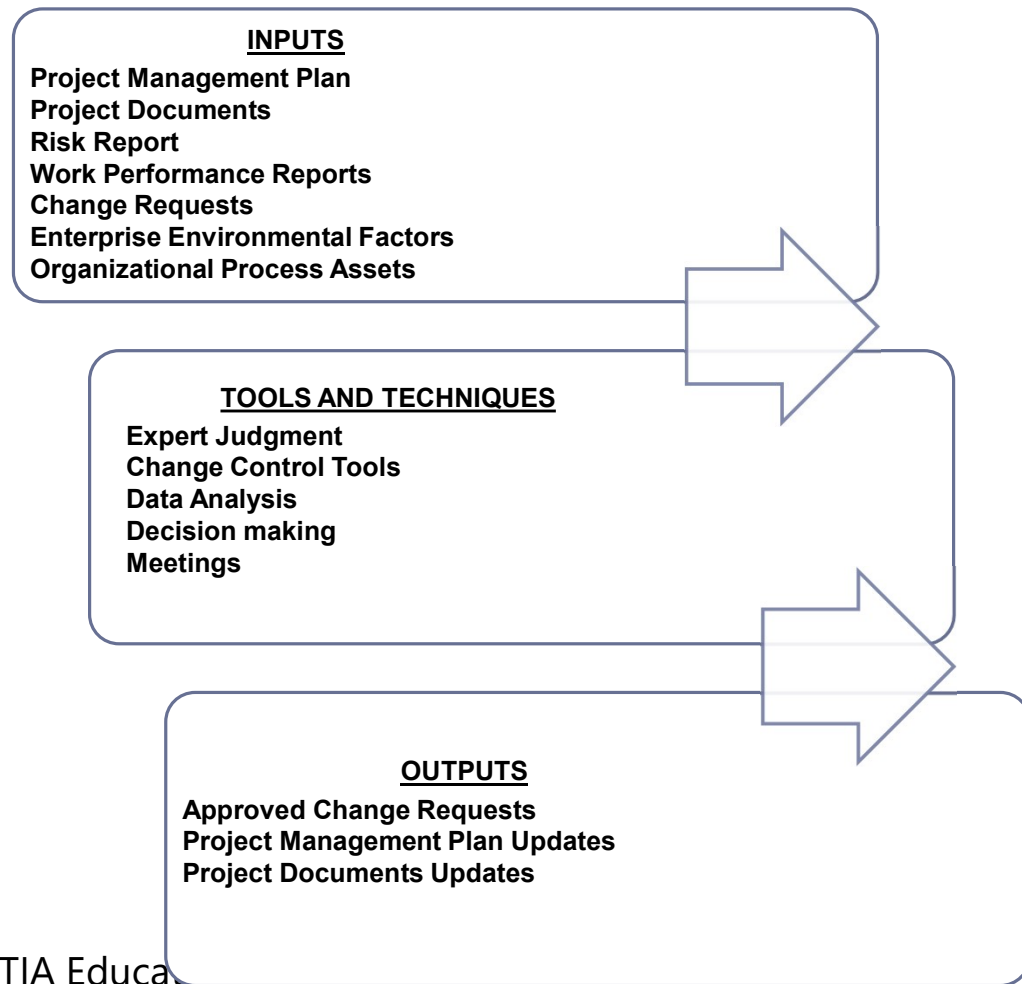 INPUTS
Project Management Plan
Project Documents
Risk Report
Work Performance Reports
Change Requests
Enterprise Environmental Factors
Organizational Process Assets
TOOLS AND TECHNIQUES
Expert Judgment
Change Control Tools
Data Analysis
Decision making
Meetings
OUTPUTS
Approved Change Requests
Project Management Plan Updates
Project Documents Updates
TIA